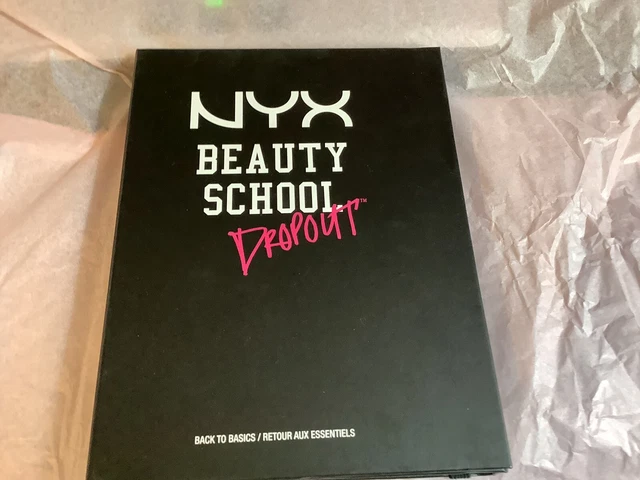 NYX
BEAUTY
SCHOOL
DROPOUT™
BACK TO BASICS / RETOUR AUX ESSENTIELS